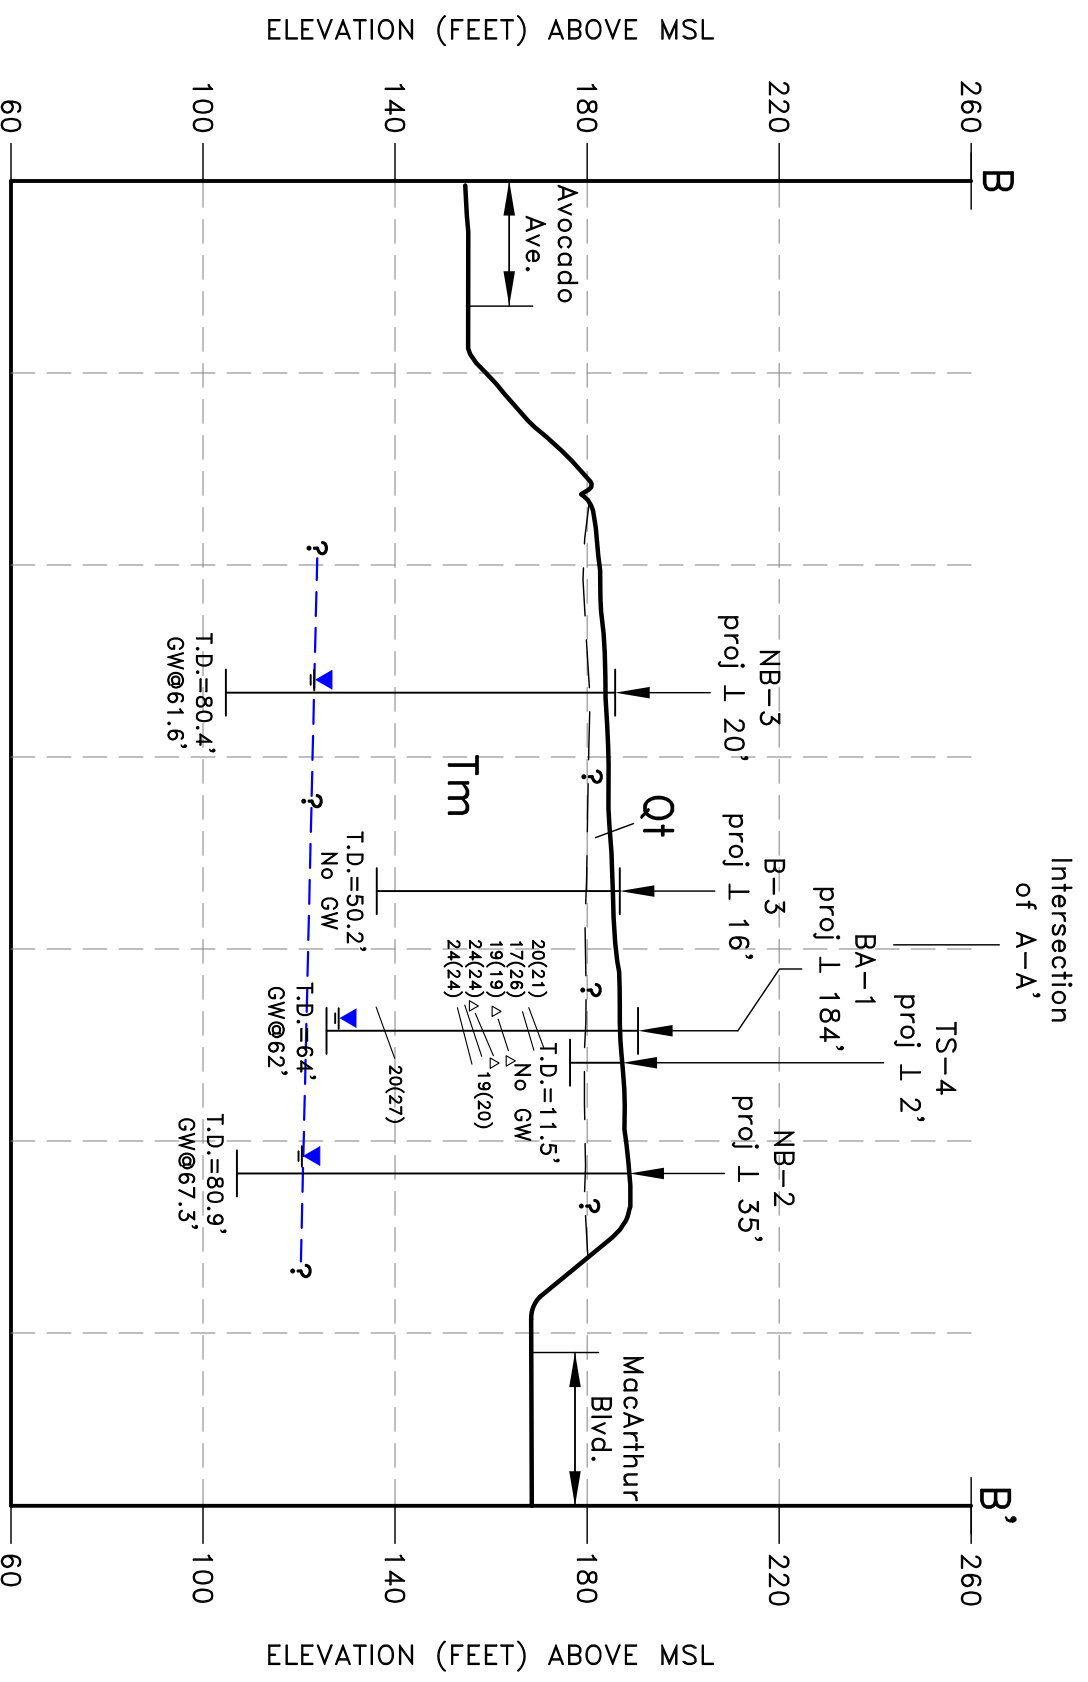 ELEVATION (FEET) ABOVE MSL
60
100
140
180
220
260
B
Avocado
Ave.
?
NB-3
proj ⊥ 20'
T.D.=80.4'
GW@61.6'
?
?
Tm
Qt
B-3
proj ⊥ 16'
T.D.=50.2'
No GW
Intersection
of A-A'
BA-1
proj ⊥ 184'
20(21)
17(26)
19(19)
24(24)
24(24)
19(20)
20(27)
?
T.D.=64'
GW@62'
TS-4
proj ⊥ 2'
T.D.=11.5'
No GW
NB-2
proj ⊥ 35'
T.D.=80.9'
GW@67.3'
?
?
MacArthur
Blvd.
B'
60
100
140
180
220
260
ELEVATION (FEET) ABOVE MSL